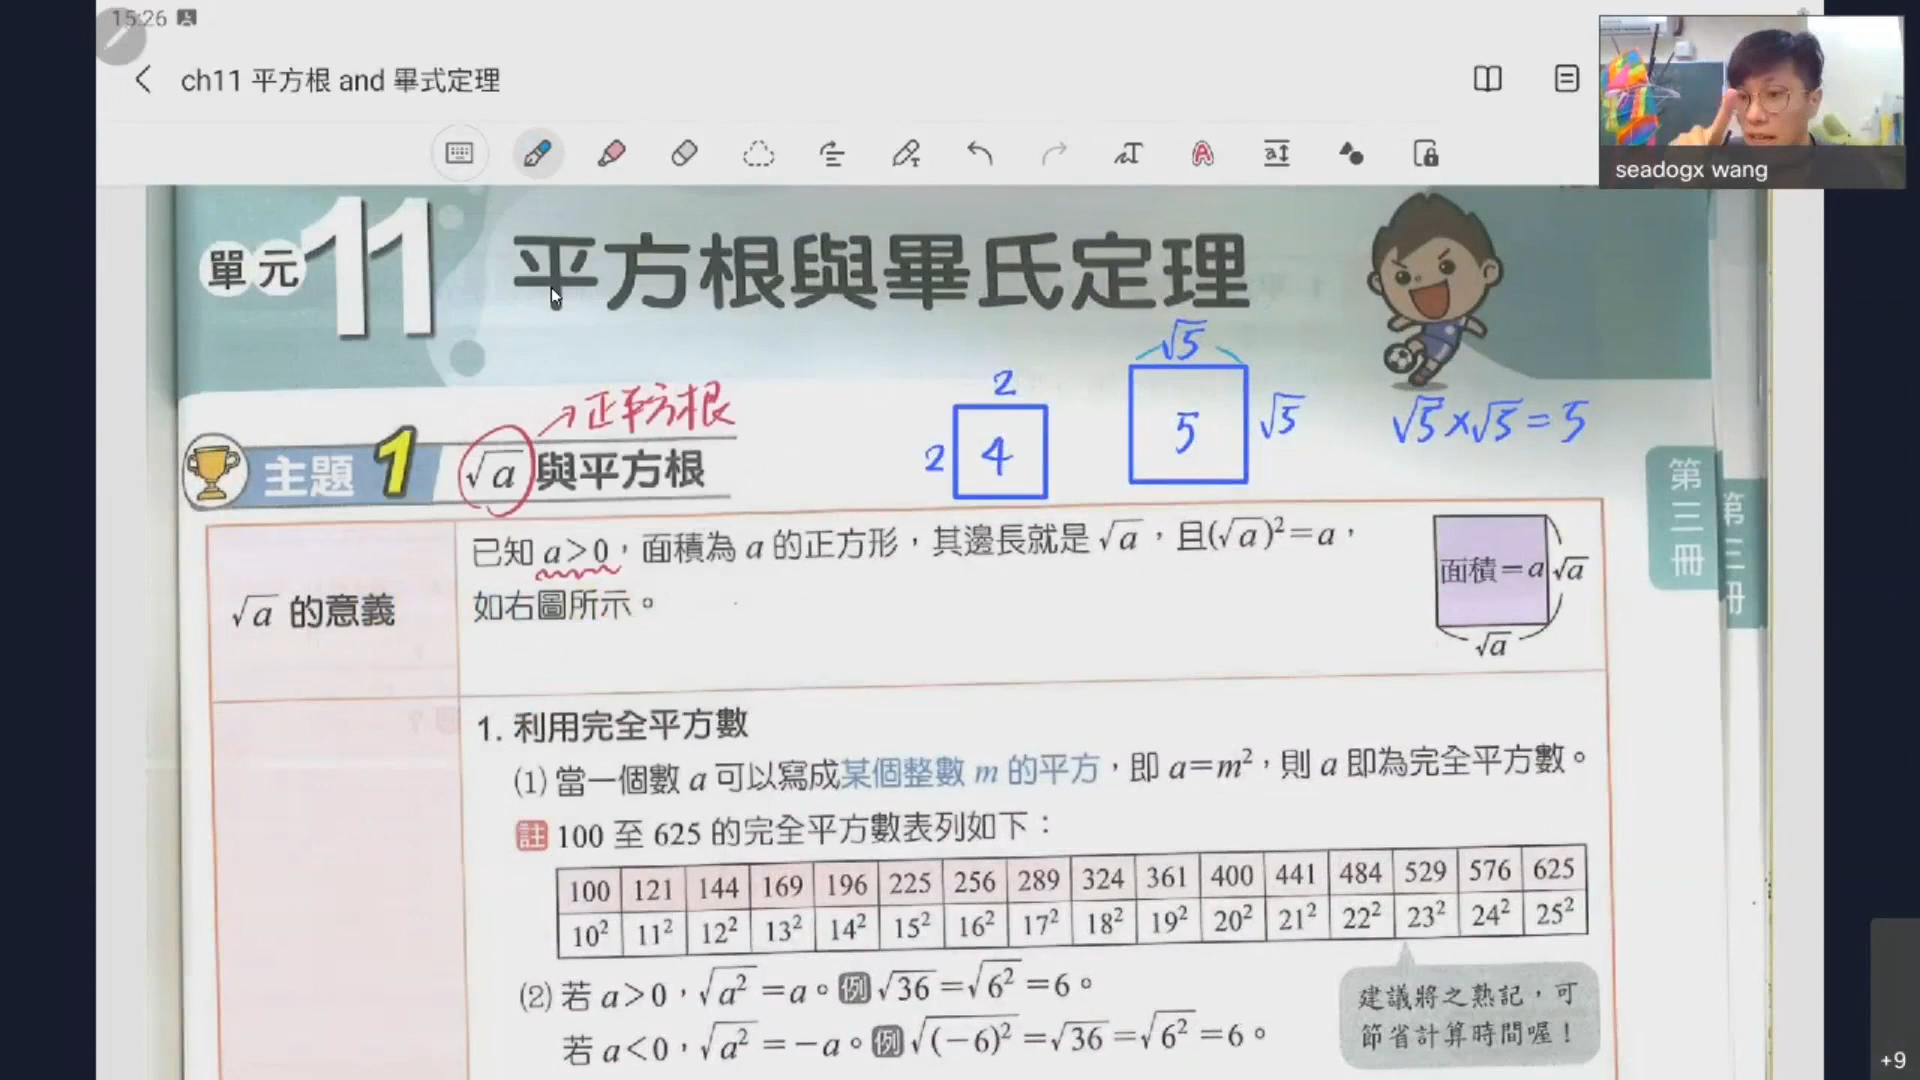 15:26
ch11 平方根 and 畢式定理
seadogx wang
單元 11 平方根與畢氏定理
√5
2
→正平方根
√5
√5×√5=5
5
2
4
主題 1 √a 與平方根
第三冊
第三冊
已知 a>0，面積為 a 的正方形，其邊長就是 √a，且(√a)²=a，
如右圖所示。
面積=a
√a
√a
√a 的意義
1. 利用完全平方數
(1) 當一個數 a 可以寫成某個整數 m 的平方，即 a=m²，則 a 即為完全平方數。
註 100 至 625 的完全平方數表列如下：
100 121 144 169 196 225 256 289 324 361 400 441 484 529 576 625
10² 11² 12² 13² 14² 15² 16² 17² 18² 19² 20² 21² 22² 23² 24² 25²
(2) 若 a>0，√a²=a。例 √36=√6²=6。
若 a<0，√a²=-a。例 √(-6)²=√36=√6²=6。
建議將之熟記，可
節省計算時間喔！
+9